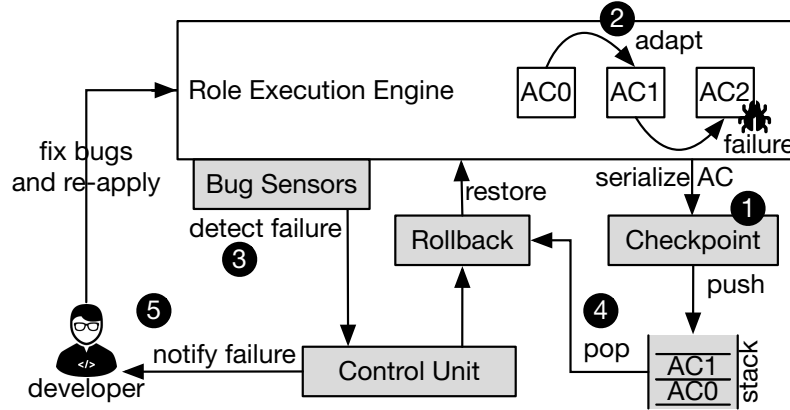 2
adapt
Role Execution Engine
AC0
AC1
AC2
failure
fix bugs
and re-apply
Bug Sensors
restore
serialize AC
1
detect failure
Rollback
Checkpoint
3
push
5
4
</>
notify failure
Control Unit
pop
AC1
AC0
stack
developer